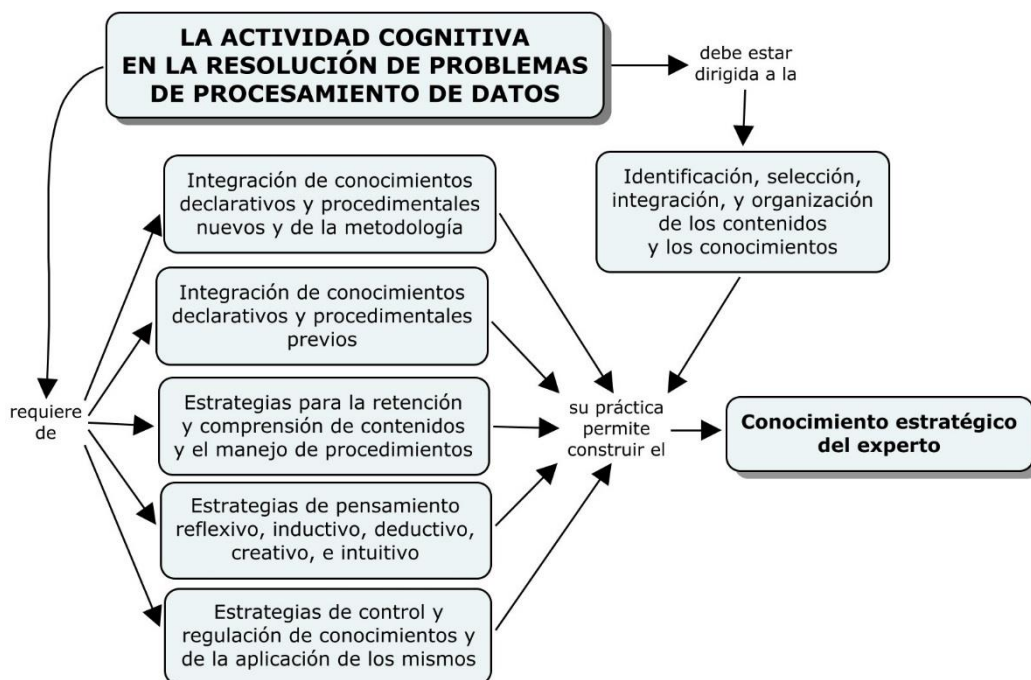 LA ACTIVIDAD COGNITIVA
EN LA RESOLUCIÓN DE PROBLEMAS
DE PROCESAMIENTO DE DATOS
debe estar
dirigida a la
Identificación, selección,
integración, y organización
de los contenidos
y los conocimientos
requiere
de
Integración de conocimientos
declarativos y procedimentales
nuevos y de la metodología
Integración de conocimientos
declarativos y procedimentales
previos
Estrategias para la retención
y comprensión de contenidos
y el manejo de procedimientos
Estrategias de pensamiento
reflexivo, inductivo, deductivo,
creativo, e intuitivo
Estrategias de control y
regulación de conocimientos y
de la aplicación de los mismos
su práctica
permite
construir el
Conocimiento estratégico
del experto